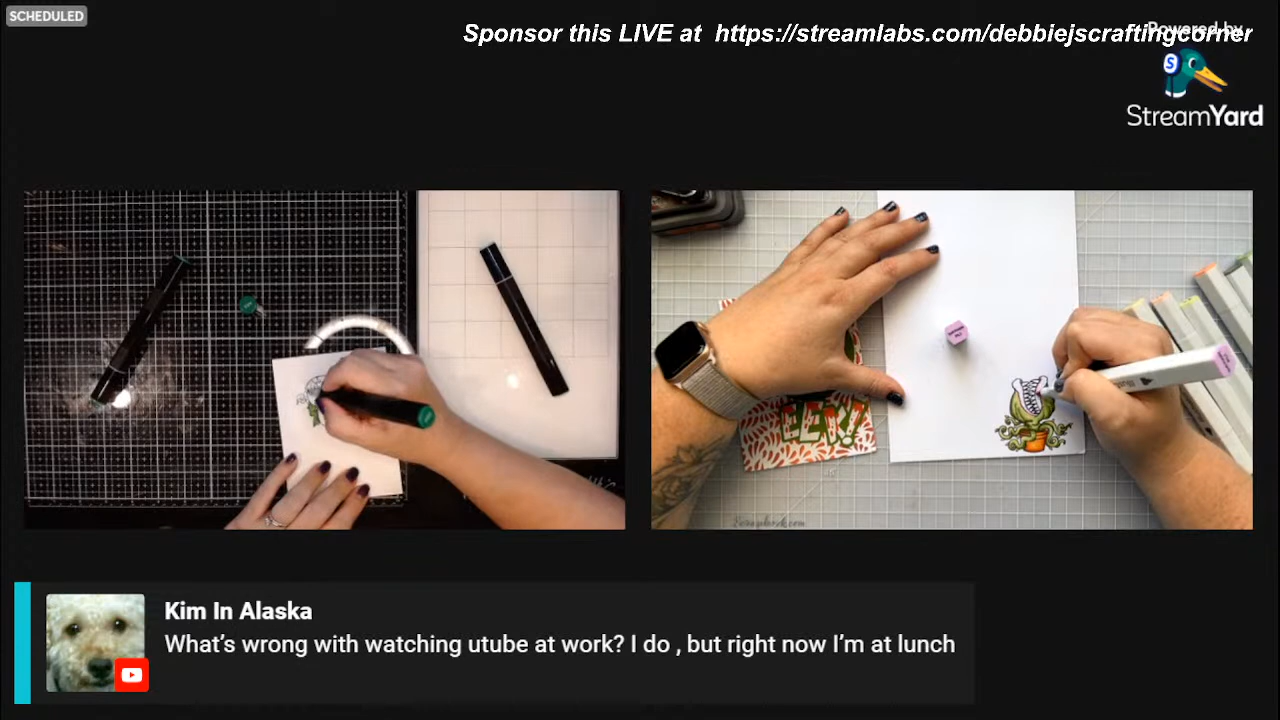 SCHEDULED
Sponsor this LIVE at https://streamlabs.com/debbiejscraftingcorner
Powered by
S
StreamYard
EEEK!
Kim In Alaska
What's wrong with watching utube at work? I do , but right now I'm at lunch